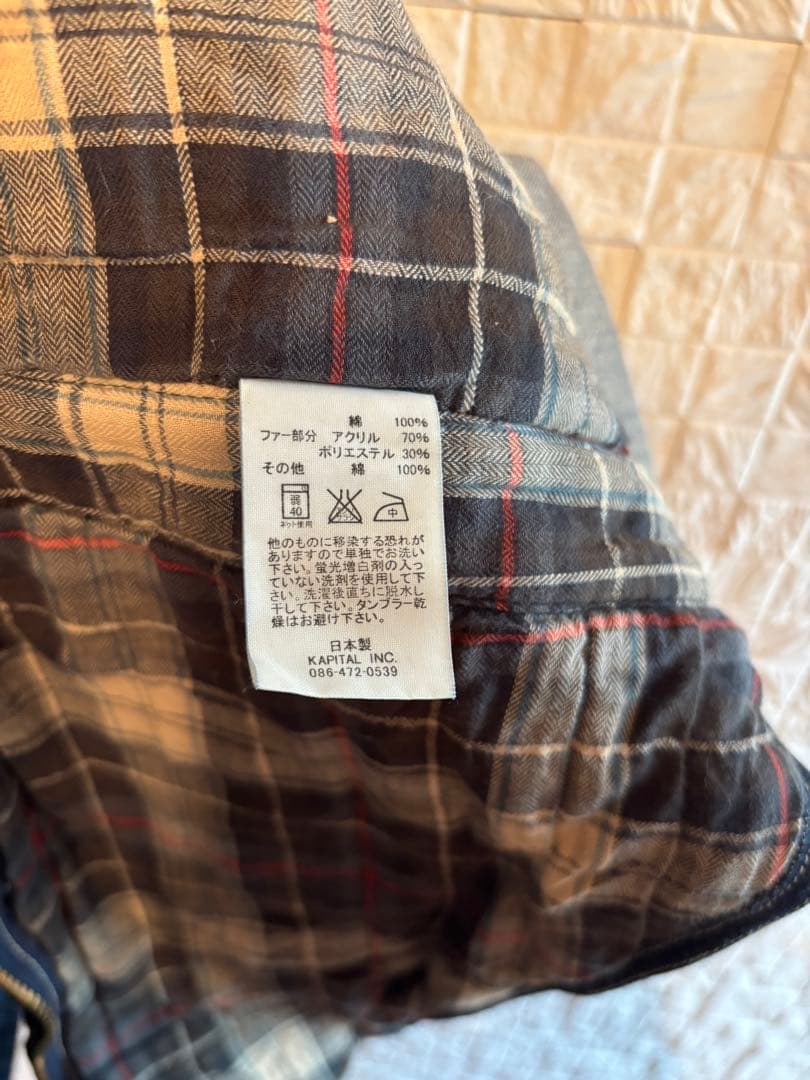 綿 100%
ファー部分 アクリル 70%
ポリエステル 30%
その他 綿 100%
弱
40
中
ネット使用
他のものに移染する恐れが
ありますので単独でお洗い
下さい。蛍光増白剤の入っ
ていない洗剤を使用して下
さい。洗濯後直ちに脱水し
干して下さい。タンブラー乾
燥はお避け下さい。
日本製
KAPITAL INC.
086-472-0539